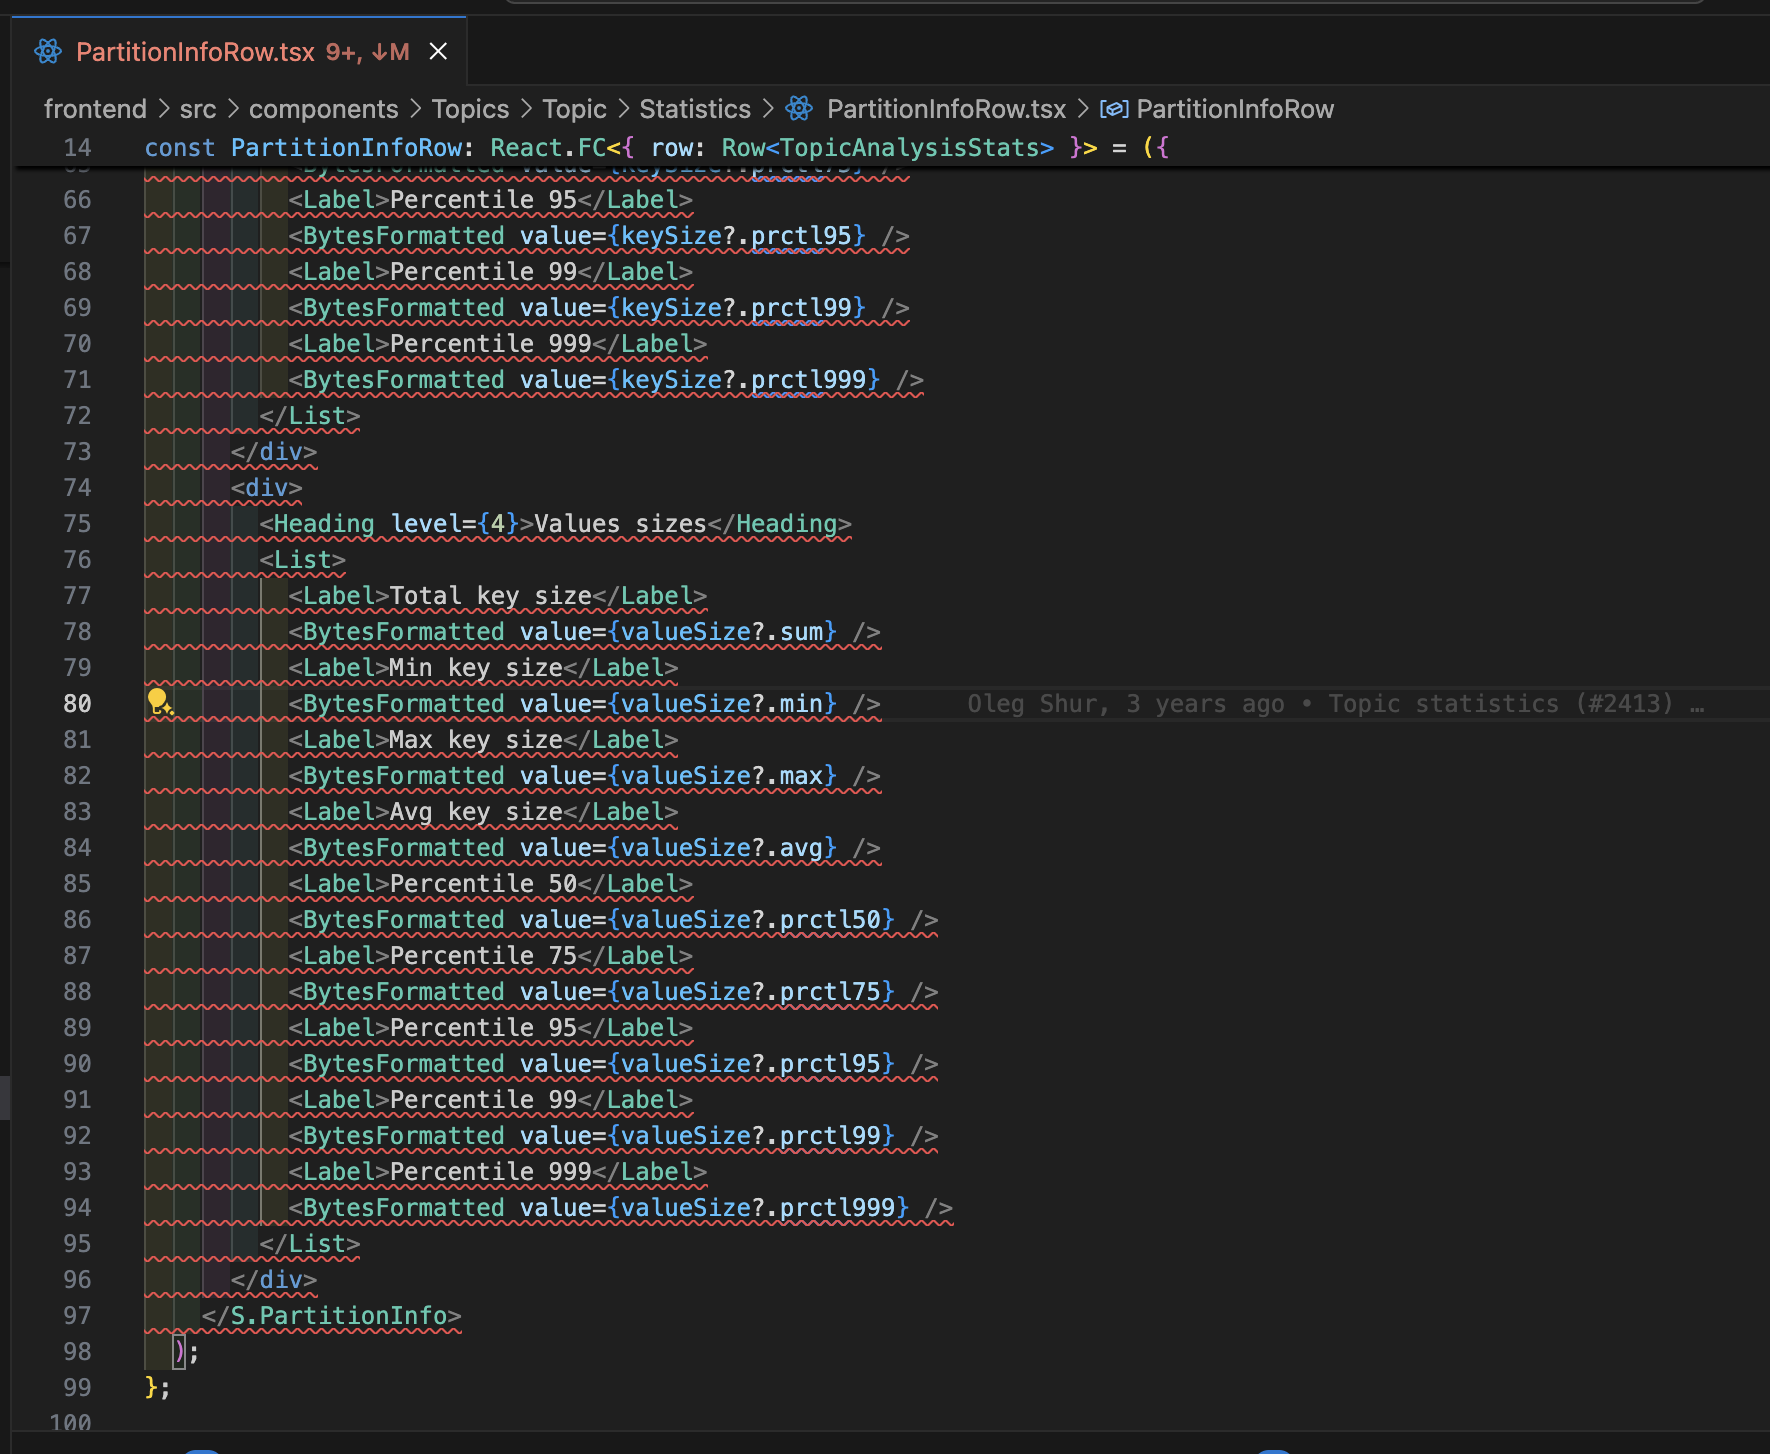 PartitionInfoRow.tsx 9+, ↓M
frontend > src > components > Topics > Topic > Statistics > PartitionInfoRow.tsx > PartitionInfoRow
14 const PartitionInfoRow: React.FC<{ row: Row<TopicAnalysisStats> }> = ({
65 <BytesFormatted value={keySize?.prctl75} />
66 <Label>Percentile 95</Label>
67 <BytesFormatted value={keySize?.prctl95} />
68 <Label>Percentile 99</Label>
69 <BytesFormatted value={keySize?.prctl99} />
70 <Label>Percentile 999</Label>
71 <BytesFormatted value={keySize?.prctl999} />
72 </List>
73 </div>
74 <div>
75 <Heading level={4}>Values sizes</Heading>
76 <List>
77 <Label>Total key size</Label>
78 <BytesFormatted value={valueSize?.sum} />
79 <Label>Min key size</Label>
80 <BytesFormatted value={valueSize?.min} /> Oleg Shur, 3 years ago • Topic statistics (#2413) …
81 <Label>Max key size</Label>
82 <BytesFormatted value={valueSize?.max} />
83 <Label>Avg key size</Label>
84 <BytesFormatted value={valueSize?.avg} />
85 <Label>Percentile 50</Label>
86 <BytesFormatted value={valueSize?.prctl50} />
87 <Label>Percentile 75</Label>
88 <BytesFormatted value={valueSize?.prctl75} />
89 <Label>Percentile 95</Label>
90 <BytesFormatted value={valueSize?.prctl95} />
91 <Label>Percentile 99</Label>
92 <BytesFormatted value={valueSize?.prctl99} />
93 <Label>Percentile 999</Label>
94 <BytesFormatted value={valueSize?.prctl999} />
95 </List>
96 </div>
97 </S.PartitionInfo>
98 );
99 };
100